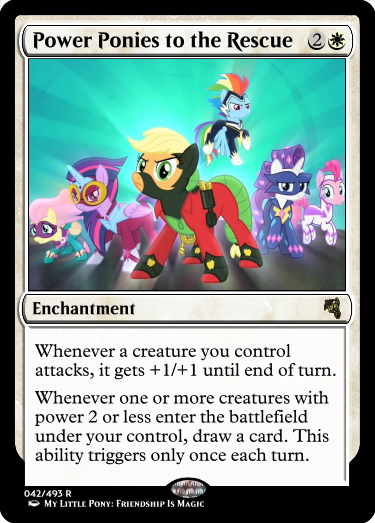 Power Ponies to the Rescue 2
Enchantment
Whenever a creature you control
attacks, it gets +1/+1 until end of turn.
Whenever one or more creatures with
power 2 or less enter the battlefield
under your control, draw a card. This
ability triggers only once each turn.
042/493 R
My Little Pony: Friendship Is Magic